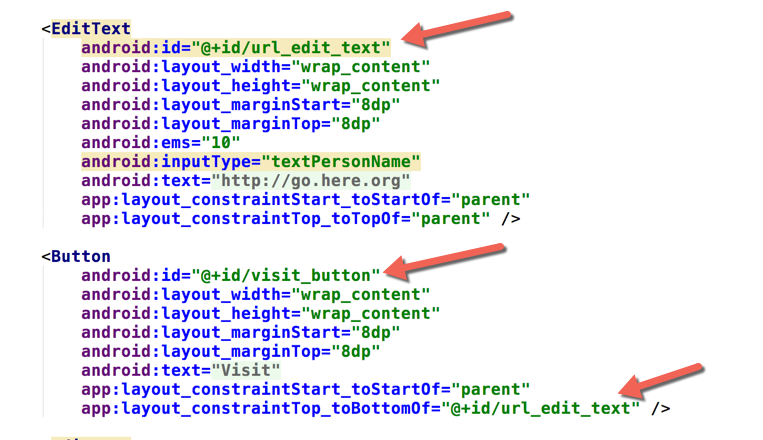 <EditText
android:id="@+id/url_edit_text"
android:layout_width="wrap_content"
android:layout_height="wrap_content"
android:layout_marginStart="8dp"
android:layout_marginTop="8dp"
android:ems="10"
android:inputType="textPersonName"
android:text="http://go.here.org"
app:layout_constraintStart_toStartOf="parent"
app:layout_constraintTop_toTopOf="parent" />
<Button
android:id="@+id/visit_button"
android:layout_width="wrap_content"
android:layout_height="wrap_content"
android:layout_marginStart="8dp"
android:layout_marginTop="8dp"
android:text="Visit"
app:layout_constraintStart_toStartOf="parent"
app:layout_constraintTop_toBottomOf="@+id/url_edit_text" />